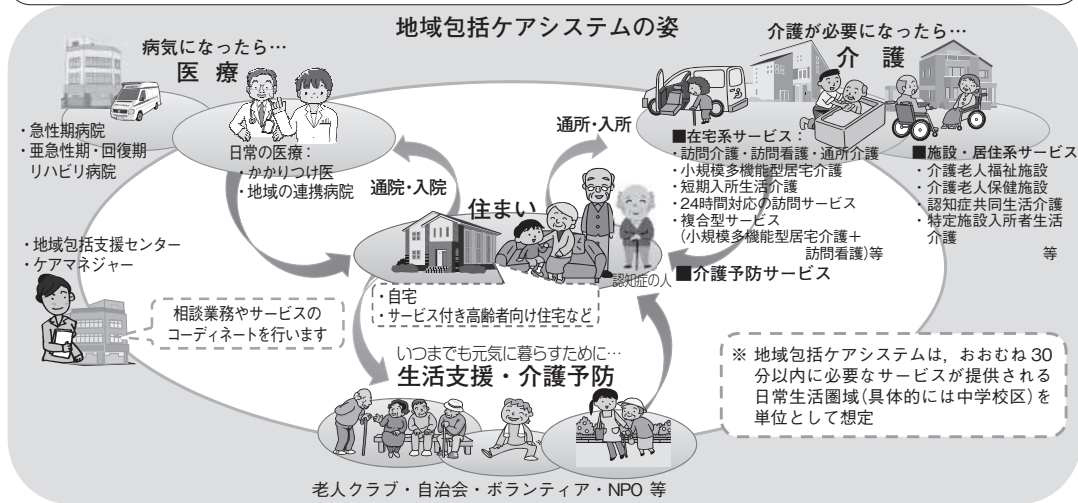 地域包括ケアシステムの姿
病気になったら…
医療
・急性期病院
・亜急性期・回復期
リハビリ病院
日常の医療：
・かかりつけ医
・地域の連携病院
通院・入院
介護が必要になったら…
介護
通所・入所
■在宅系サービス：
・訪問介護・訪問看護・通所介護
・小規模多機能型居宅介護
・短期入所生活介護
・24時間対応の訪問サービス
・複合型サービス
（小規模多機能型居宅介護＋
訪問看護）等
■介護予防サービス
■施設・居住系サービス
・介護老人福祉施設
・介護老人保健施設
・認知症共同生活介護
・特定施設入所者生活
介護
等
住まい
認知症の人
・自宅
・サービス付き高齢者向け住宅など
・地域包括支援センター
・ケアマネジャー
相談業務やサービスの
コーディネートを行います
いつまでも元気に暮らすために…
生活支援・介護予防
老人クラブ・自治会・ボランティア・NPO 等
※ 地域包括ケアシステムは，おおむね30
分以内に必要なサービスが提供される
日常生活圏域（具体的には中学校区）を
単位として想定